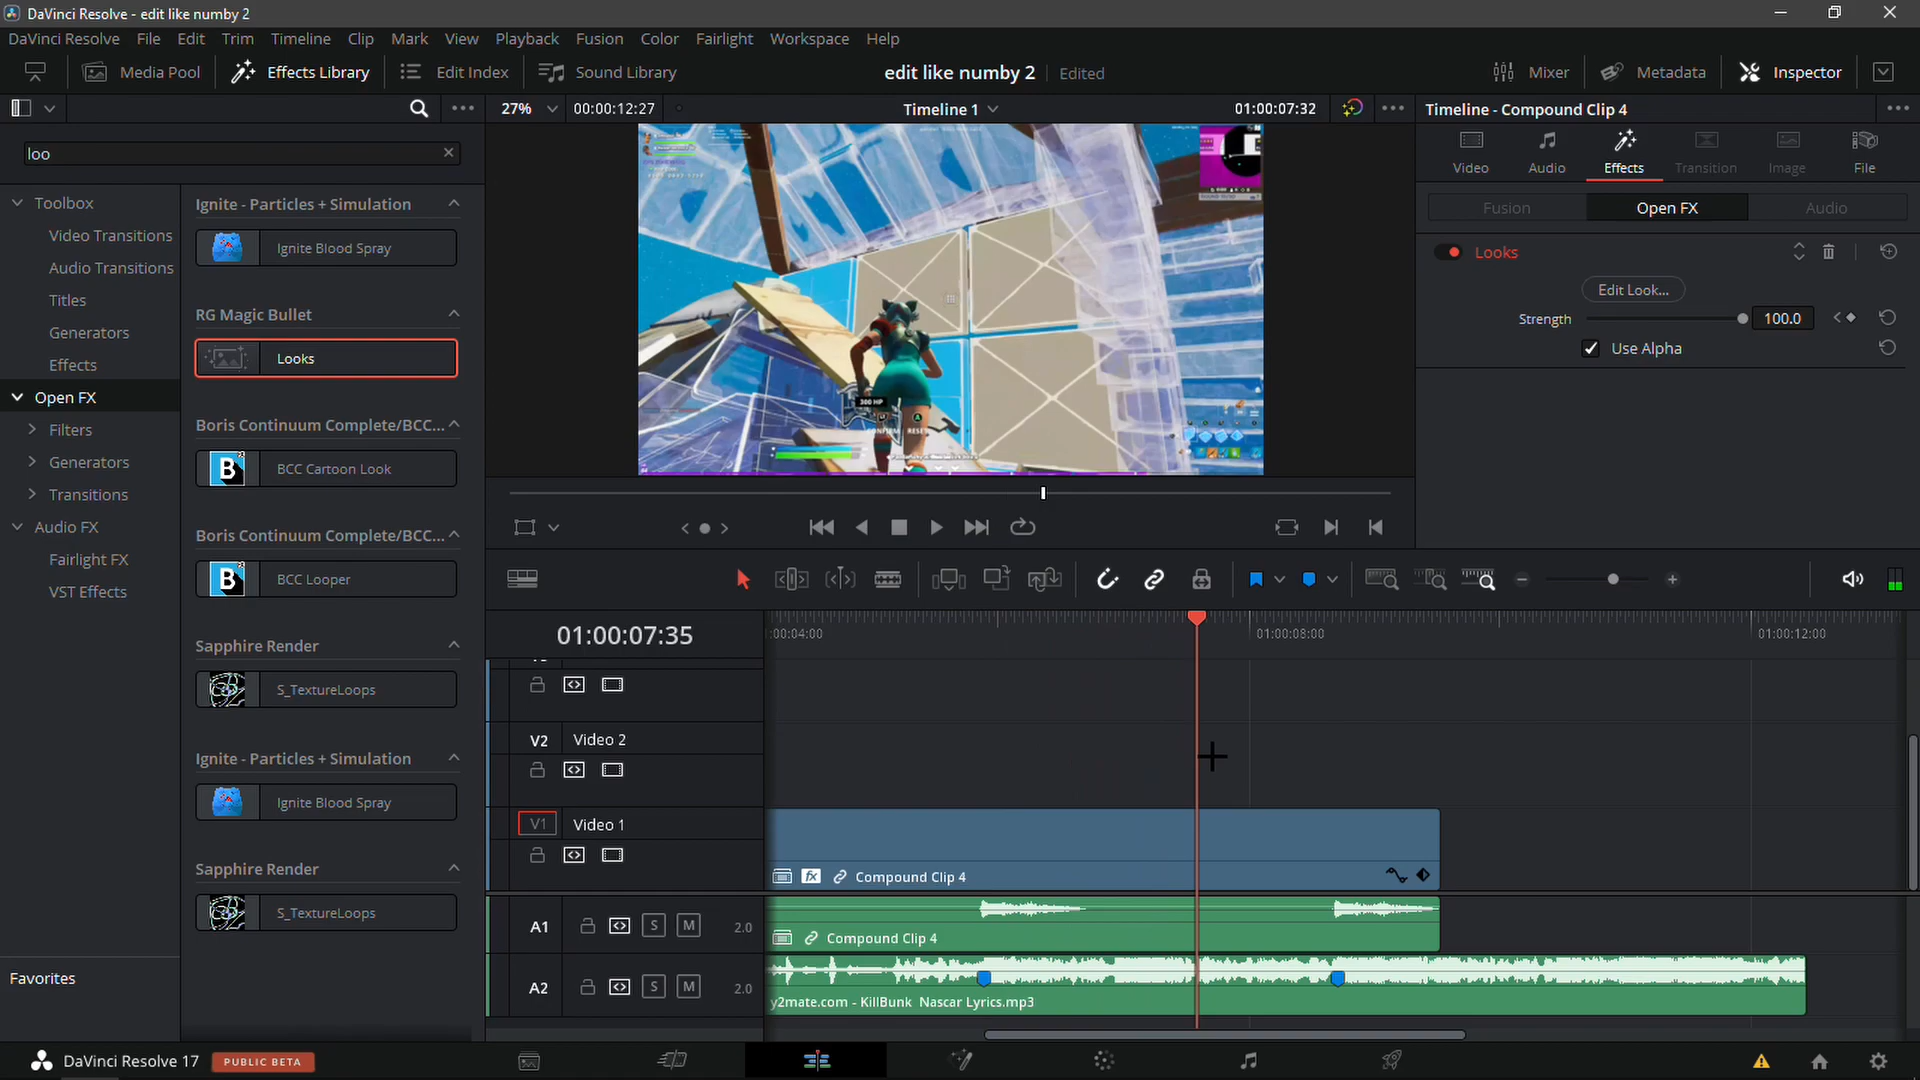 DaVinci Resolve - edit like numby 2
DaVinci Resolve File Edit Trim Timeline Clip Mark View Playback Fusion Color Fairlight Workspace Help
Media Pool Effects Library Edit Index Sound Library edit like numby 2 Edited Mixer Metadata Inspector
27% 00:00:12:27 Timeline 1 01:00:07:32 Timeline - Compound Clip 4
loo
Video Audio Effects Transition Image File
Fusion Open FX Audio
Looks
Edit Look...
Strength 100.0
Use Alpha
Toolbox
Video Transitions
Audio Transitions
Titles
Generators
Effects
Open FX
Filters
Generators
Transitions
Audio FX
Fairlight FX
VST Effects
Favorites
Ignite - Particles + Simulation
Ignite Blood Spray
RG Magic Bullet
Looks
Boris Continuum Complete/BCC...
BCC Cartoon Look
Boris Continuum Complete/BCC...
BCC Looper
Sapphire Render
S_TextureLoops
Ignite - Particles + Simulation
Ignite Blood Spray
Sapphire Render
S_TextureLoops
300 HP
CONFIRM RESET
01:00:07:35
:00:04:00 01:00:08:00 01:00:12:00
V2 Video 2
V1 Video 1
Compound Clip 4
A1 S M 2.0
Compound Clip 4
A2 S M 2.0
y2mate.com - KillBunk Nascar Lyrics.mp3
DaVinci Resolve 17 PUBLIC BETA